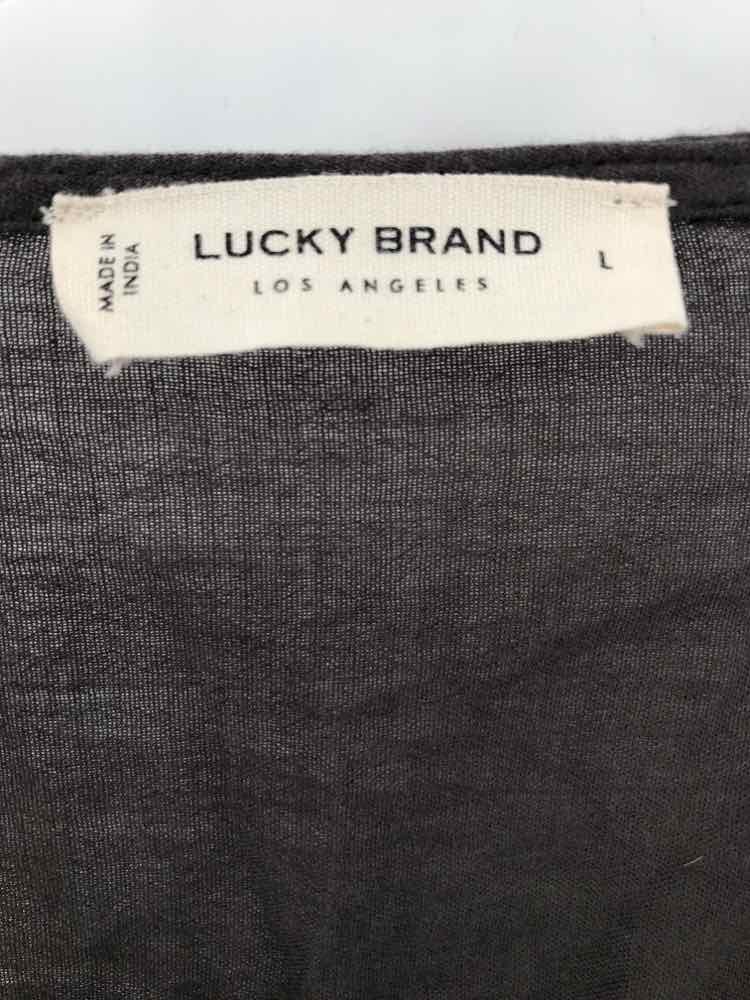 MADE IN
INDIA
LUCKY BRAND
LOS ANGELES
L